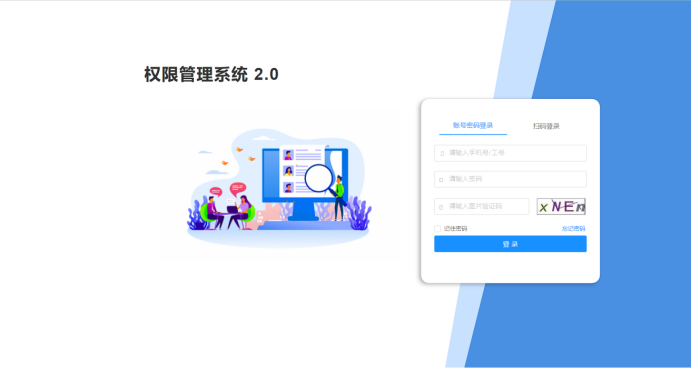 权限管理系统 2.0
账号密码登录
扫码登录
请输入手机号/工号
请输入密码
请输入图片验证码
xNEn
记住密码
忘记密码
登录